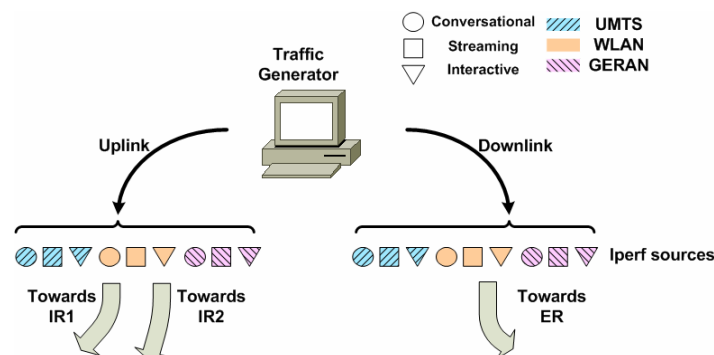 Conversational
Streaming
Interactive
UMTS
WLAN
GERAN
Traffic
Generator
Uplink
Downlink
Iperf sources
Towards
IR1
Towards
IR2
Towards
ER